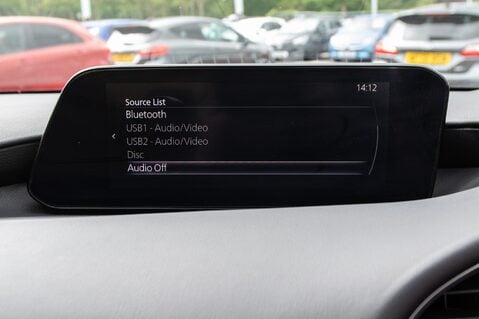 14:12
Source List
Bluetooth
USB1 - Audio/Video
USB2 - Audio/Video
Disc
Audio Off